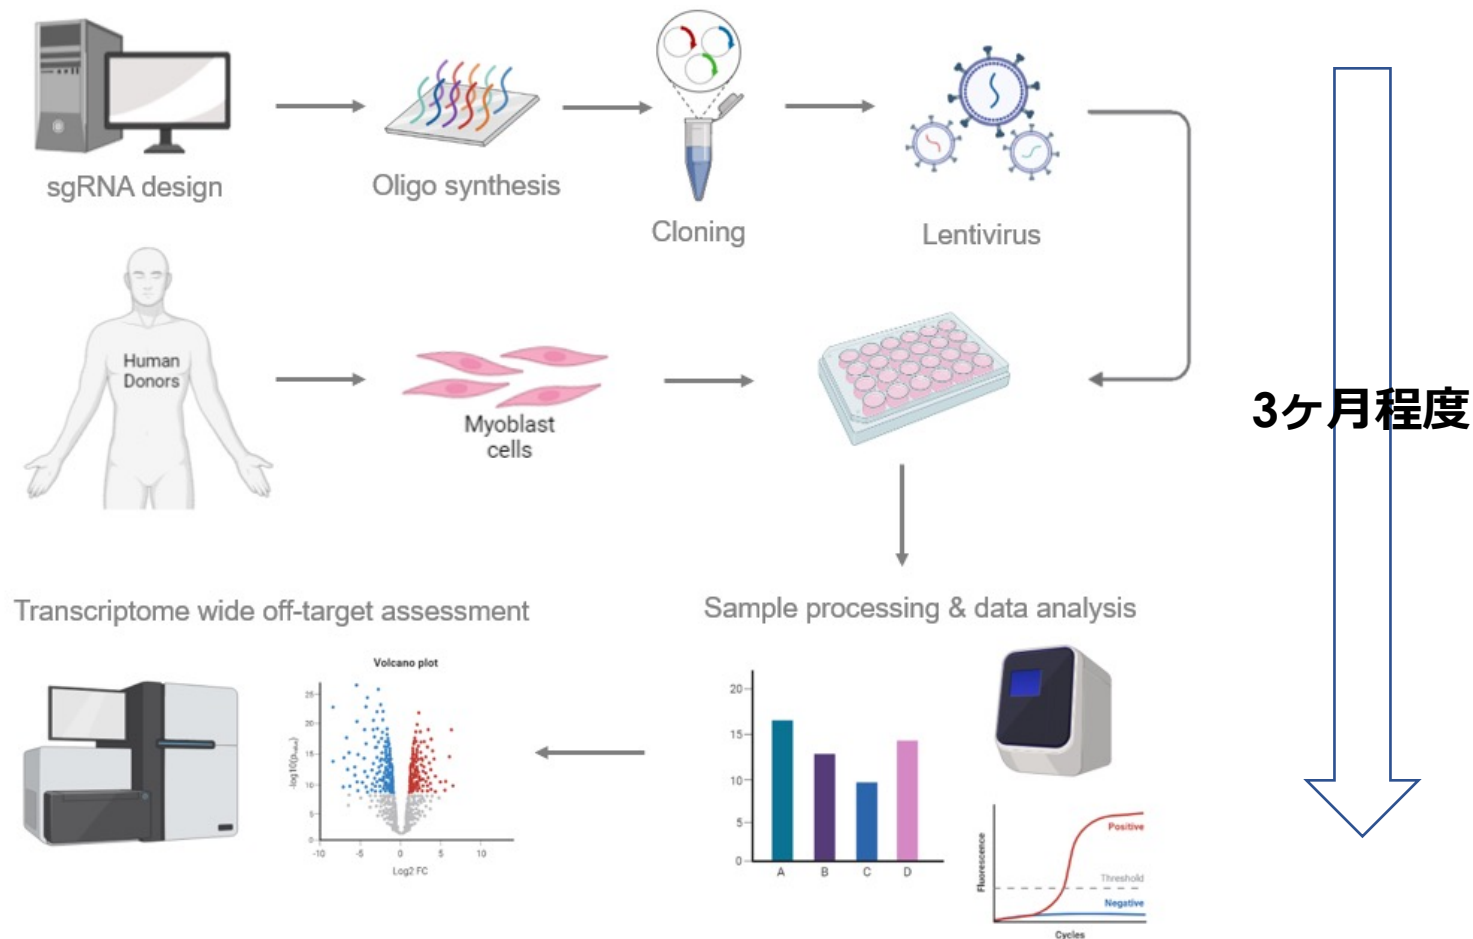 sgRNA design
Oligo synthesis
Cloning
Lentivirus
Human
Donors
Myoblast
cells
3ヶ月程度
Transcriptome wide off-target assessment
Sample processing & data analysis
Volcano plot
-log10(pvalue)
25
20
15
10
5
0
-10 -5 0 5 10
Log2 FC
20
15
10
5
0
A B C D
Fluorescence
Positive
Threshold
Negative
Cycles